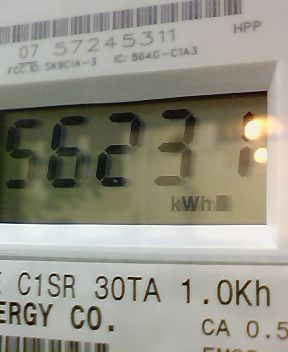 07 57245311 HPP
FCC ID: SK9C1A-3 IC: 864G-C1A3
56231
kWh
C1SR 30TA 1.0Kh
ERGY CO.
CA 0.5